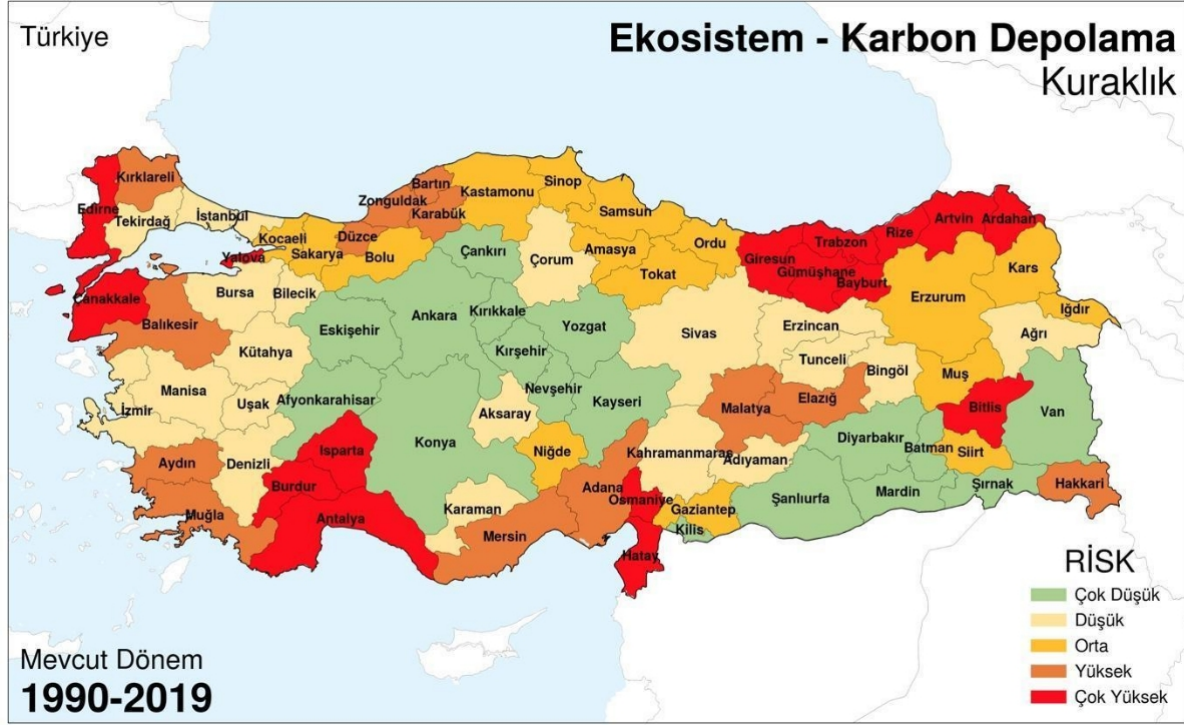 Türkiye
Ekosistem - Karbon Depolama
Kuraklık
Kırklareli
Edirne
Tekirdağ
İstanbul
Kocaeli
Yalova
Sakarya
Düzce
Bolu
Zonguldak
Bartın
Karabük
Kastamonu
Sinop
Samsun
Çankırı
Çorum
Amasya
Ordu
Tokat
Giresun
Trabzon
Gümüşhane
Rize
Bayburt
Artvin
Ardahan
Kars
Erzurum
Iğdır
Ağrı
Çanakkale
Balıkesir
Bursa
Bilecik
Eskişehir
Ankara
Kırıkkale
Yozgat
Kırşehir
Sivas
Erzincan
Tunceli
Bingöl
Muş
Bitlis
Van
Kütahya
Manisa
İzmir
Uşak
Afyonkarahisar
Konya
Aksaray
Nevşehir
Kayseri
Niğde
Malatya
Elazığ
Diyarbakır
Batman
Siirt
Şırnak
Hakkari
Aydın
Denizli
Isparta
Burdur
Muğla
Antalya
Karaman
Mersin
Adana
Osmaniye
Kahramanmaraş
Adıyaman
Gaziantep
Kilis
Hatay
Şanlıurfa
Mardin
RİSK
Çok Düşük
Düşük
Orta
Yüksek
Çok Yüksek
Mevcut Dönem
1990-2019